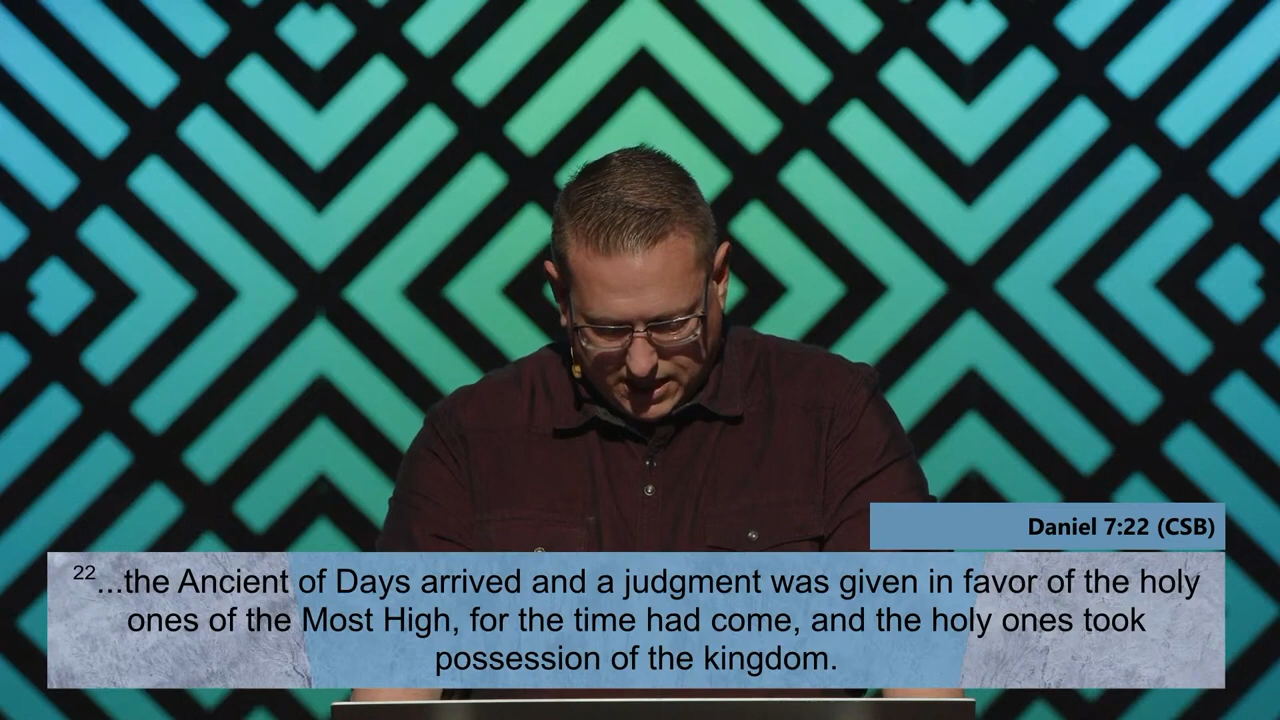 Daniel 7:22 (CSB)
22...the Ancient of Days arrived and a judgment was given in favor of the holy
ones of the Most High, for the time had come, and the holy ones took
possession of the kingdom.